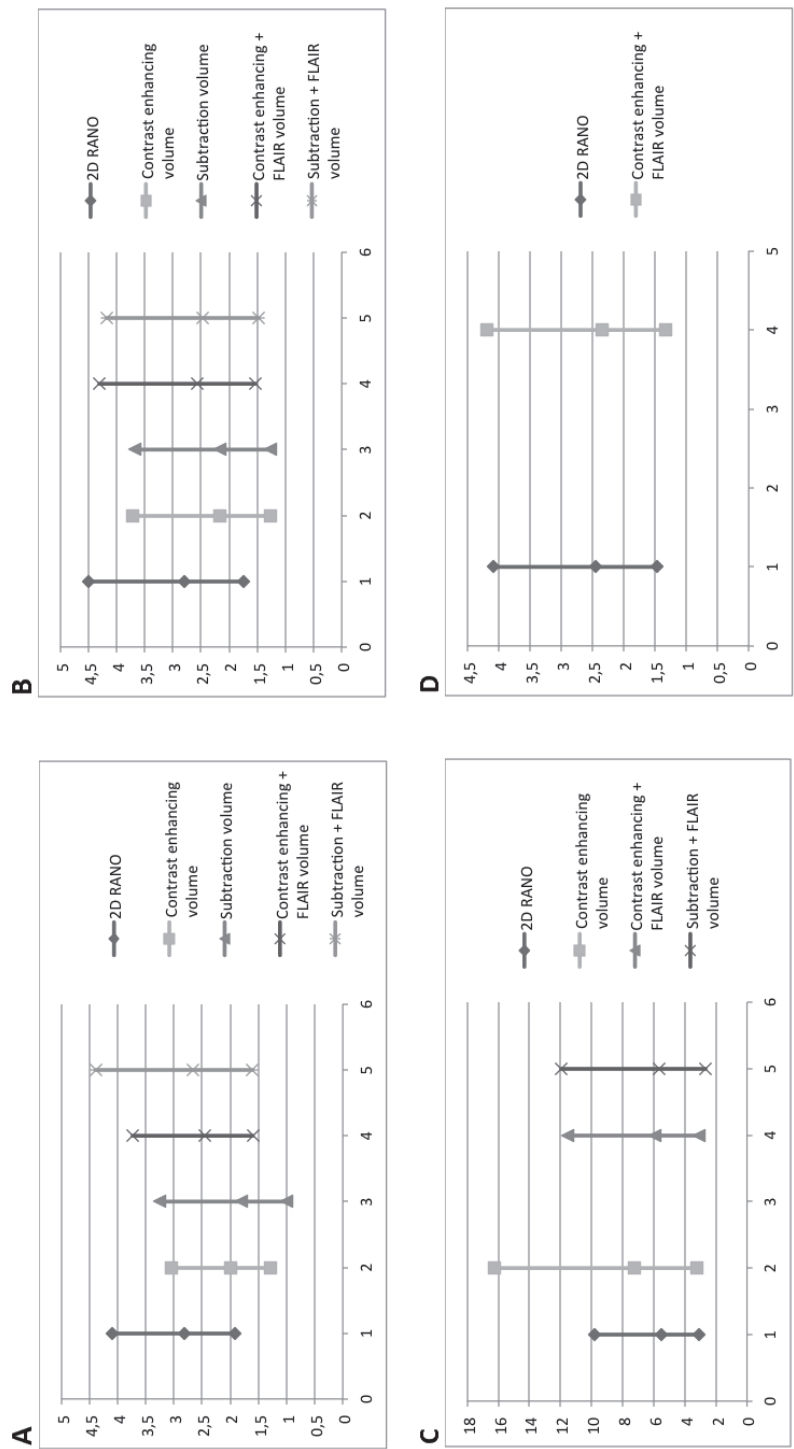 A
5
4,5
4
3,5
3
2,5
2
1,5
1
0,5
0
0 1 2 3 4 5 6
2D RANO
Contrast enhancing
volume
Subtraction volume
Contrast enhancing +
FLAIR volume
Subtraction + FLAIR
volume
B
5
4,5
4
3,5
3
2,5
2
1,5
1
0,5
0
0 1 2 3 4 5 6
2D RANO
Contrast enhancing
volume
Subtraction volume
Contrast enhancing +
FLAIR volume
Subtraction + FLAIR
volume
C
18
16
14
12
10
8
6
4
2
0
0 1 2 3 4 5 6
2D RANO
Contrast enhancing
volume
Contrast enhancing +
FLAIR volume
Subtraction + FLAIR
volume
D
4,5
4
3,5
3
2,5
2
1,5
1
0,5
0
0 1 2 3 4 5
2D RANO
Contrast enhancing +
FLAIR volume